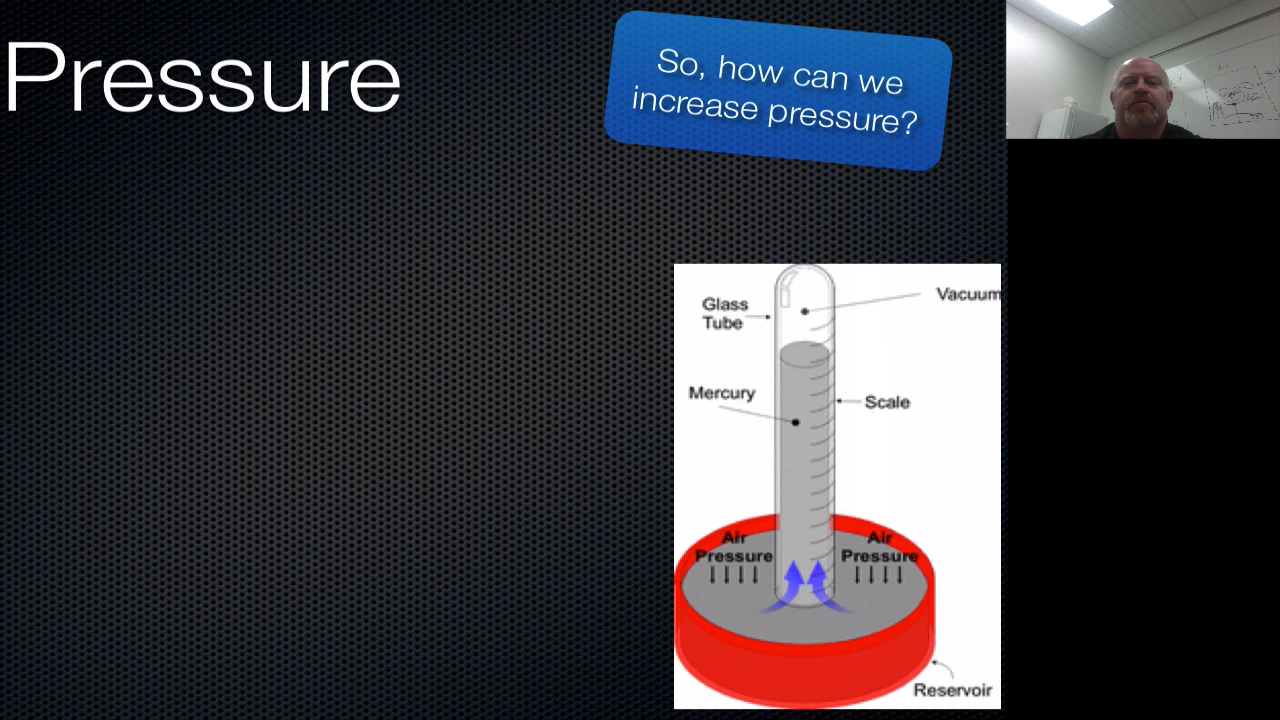 Pressure
So, how can we
increase pressure?
Glass
Tube
Vacuum
Mercury
Scale
Air
Pressure
Air
Pressure
Reservoir